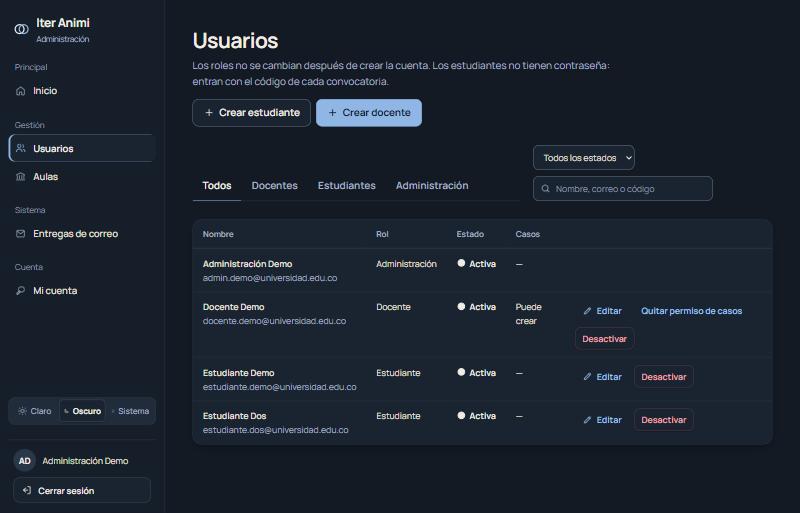 Iter Animi
Administración
Principal
Inicio
Gestión
Usuarios
Aulas
Sistema
Entregas de correo
Cuenta
Mi cuenta
Claro
Oscuro
Sistema
AD
Administración Demo
Cerrar sesión
Usuarios
Los roles no se cambian después de crear la cuenta. Los estudiantes no tienen contraseña:
entran con el código de cada convocatoria.
+ Crear estudiante
+ Crear docente
Todos los estados
Todos Docentes Estudiantes Administración
Nombre, correo o código
Nombre Rol Estado Casos
Administración Demo Administración Activa —
admin.demo@universidad.edu.co
Docente Demo Docente Activa Puede crear Editar Quitar permiso de casos
docente.demo@universidad.edu.co
Desactivar
Estudiante Demo Estudiante Activa — Editar Desactivar
estudiante.demo@universidad.edu.co
Estudiante Dos Estudiante Activa — Editar Desactivar
estudiante.dos@universidad.edu.co